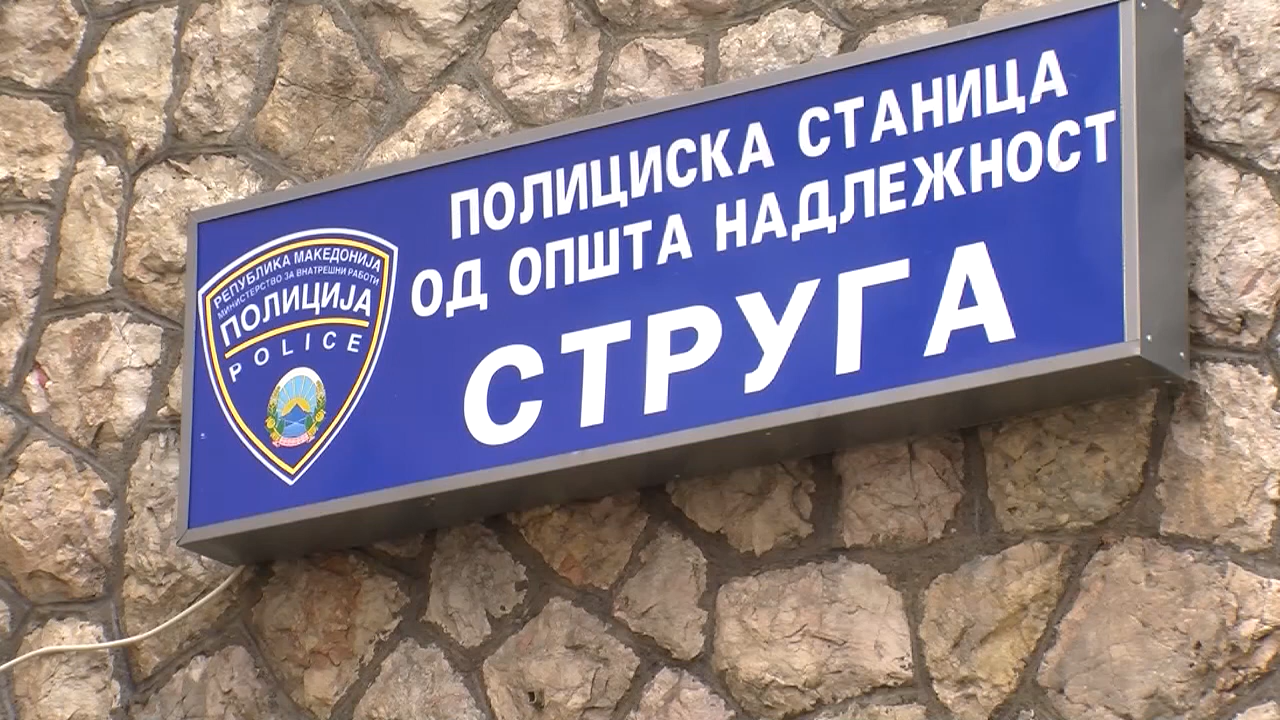 ПОЛИЦИСКА СТАНИЦА
ОД ОПШТА НАДЛЕЖНОСТ
СТРУГА
РЕПУБЛИКА МАКЕДОНИЈА
МИНИСТЕРСТВО ЗА ВНАТРЕШНИ РАБОТИ
ПОЛИЦИЈА
POLICE